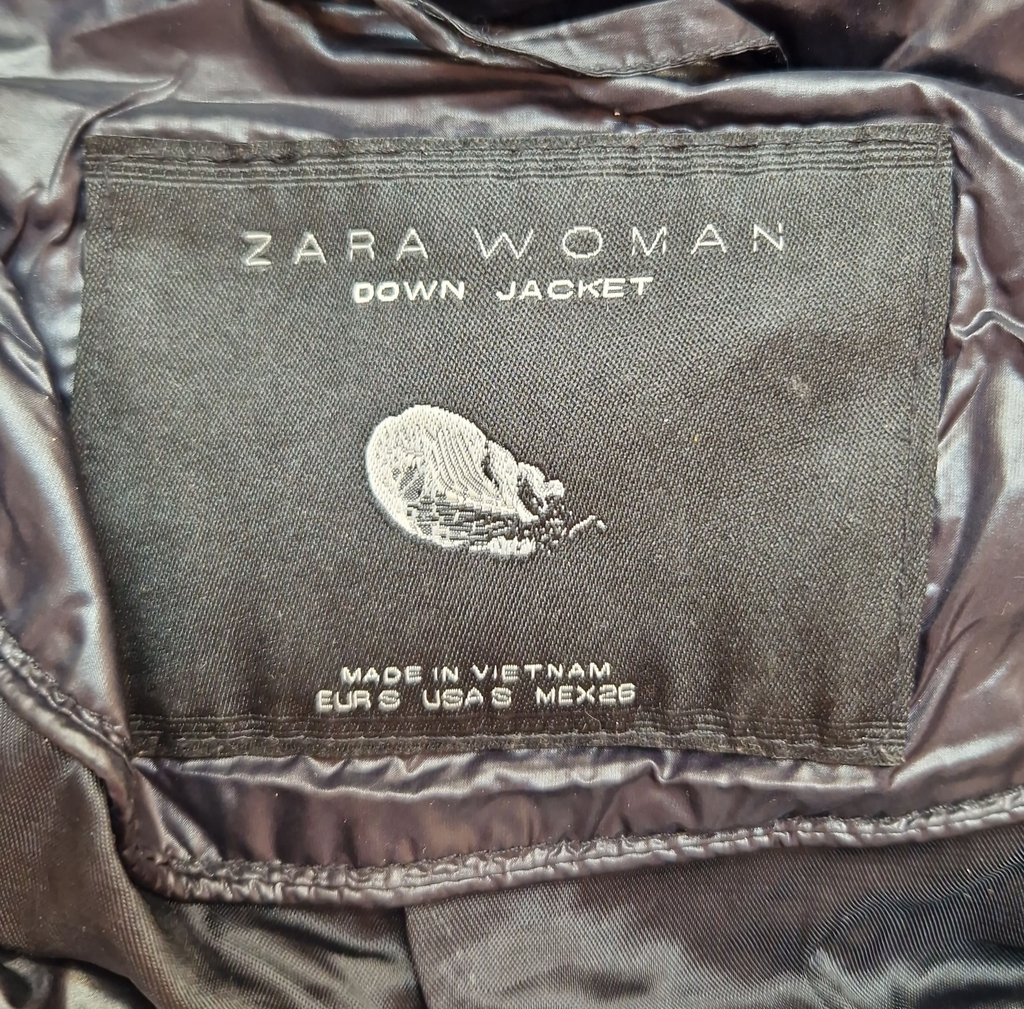 ZARA WOMAN
DOWN JACKET
MADE IN VIETNAM
EUR S USA S MEX 26